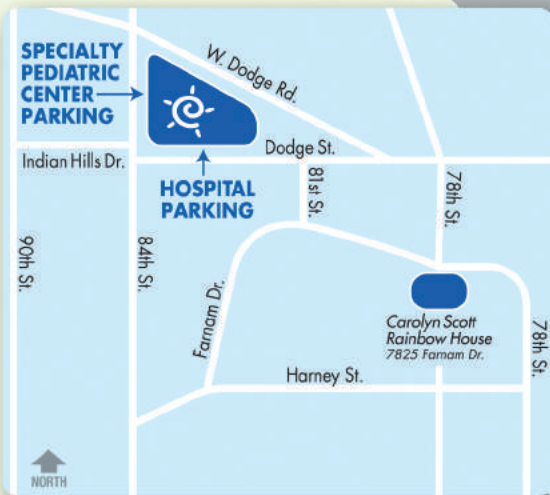 SPECIALTY
PEDIATRIC
CENTER
PARKING
W. Dodge Rd.
Indian Hills Dr.
Dodge St.
HOSPITAL
PARKING
81st St.
78th St.
90th St.
84th St.
Farnam Dr.
Carolyn Scott
Rainbow House
7825 Farnam Dr.
78th St.
Harney St.
NORTH